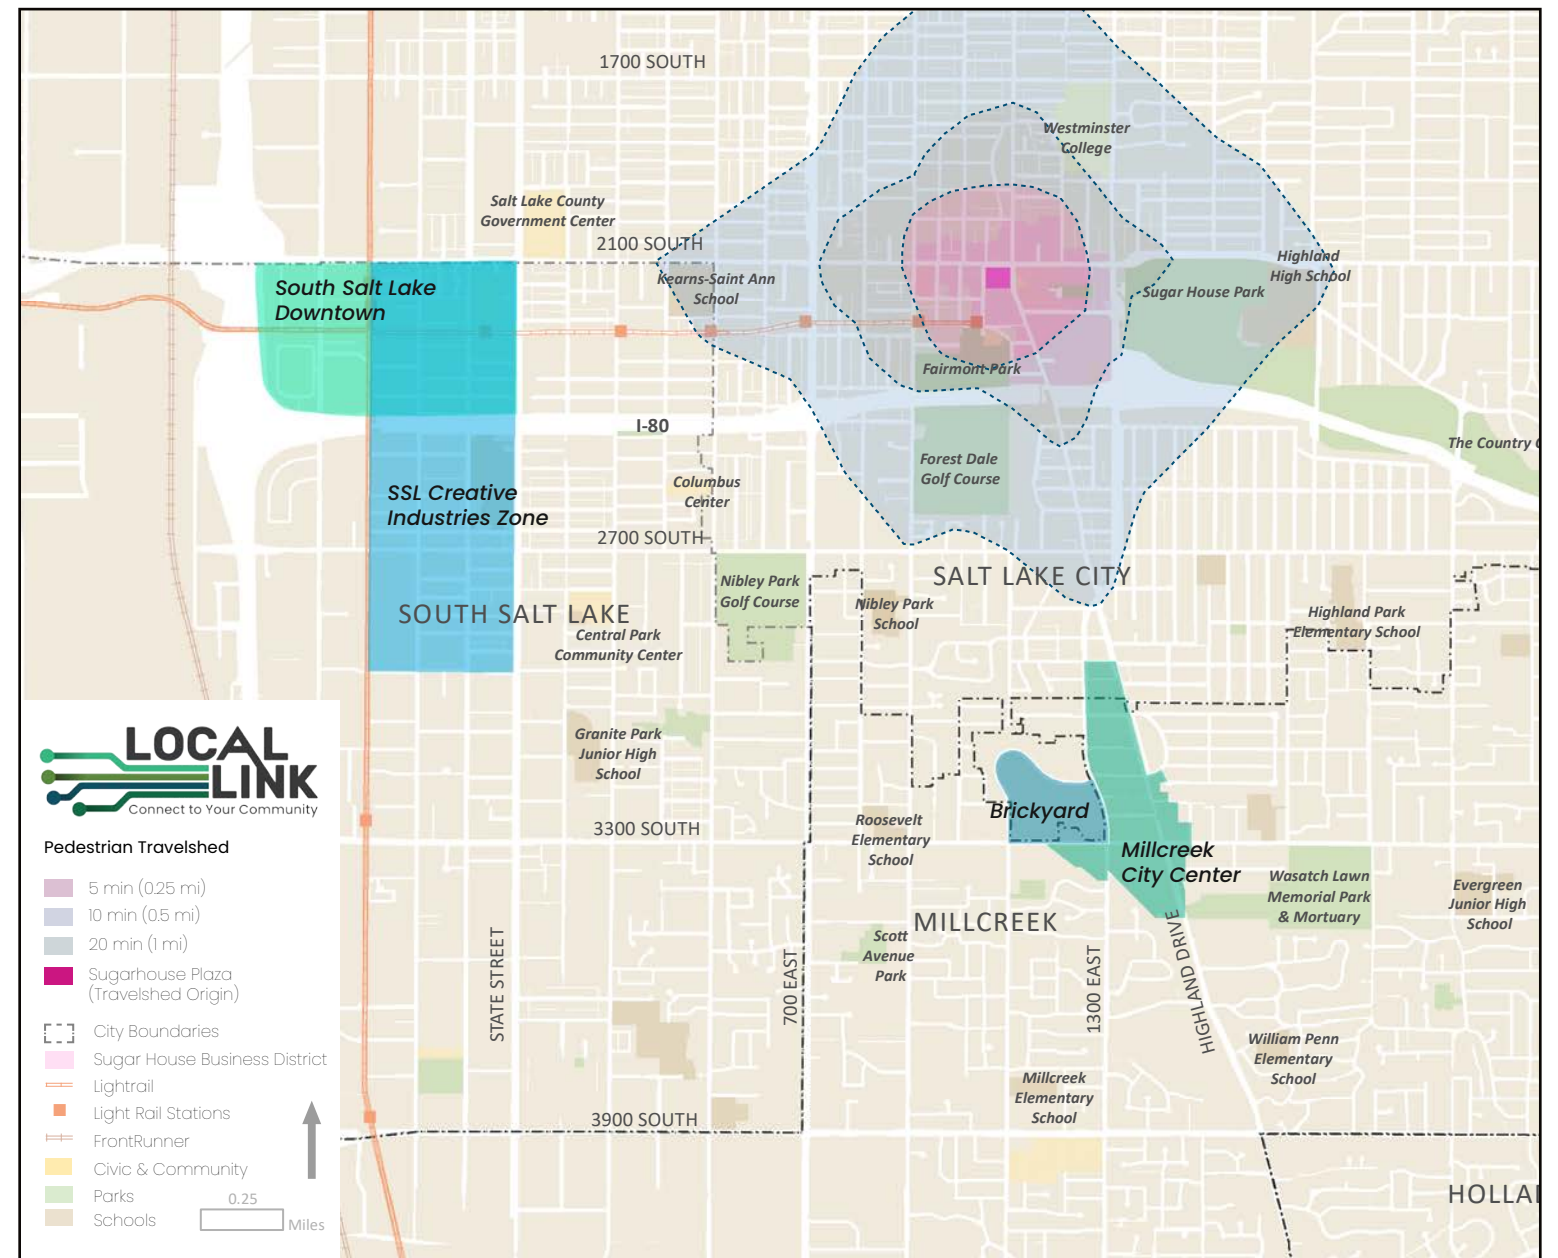 1700 SOUTH
Westminster
College
Salt Lake County
Government Center
2100 SOUTH
Highland
High School
Kearns-Saint Ann
School
South Salt Lake
Downtown
Sugar House Park
Fairmont Park
I-80
The Country C
Forest Dale
Golf Course
Columbus
Center
SSL Creative
Industries Zone
2700 SOUTH
SALT LAKE CITY
Nibley Park
Golf Course
Nibley Park
School
Highland Park
Elementary School
SOUTH SALT LAKE
Central Park
Community Center
Granite Park
Junior High
School
Brickyard
3300 SOUTH
Roosevelt
Elementary
School
Millcreek
City Center
Wasatch Lawn
Memorial Park
& Mortuary
Evergreen
Junior High
School
MILLCREEK
Scott
Avenue
Park
STATE STREET
700 EAST
1300 EAST
HIGHLAND DRIVE
William Penn
Elementary
School
Millcreek
Elementary
School
3900 SOUTH
HOLLA
LOCAL
LINK
Connect to Your Community
Pedestrian Travelshed
5 min (0.25 mi)
10 min (0.5 mi)
20 min (1 mi)
Sugarhouse Plaza
(Travelshed Origin)
City Boundaries
Sugar House Business District
Lightrail
Light Rail Stations
FrontRunner
Civic & Community
Parks
Schools
0.25
Miles